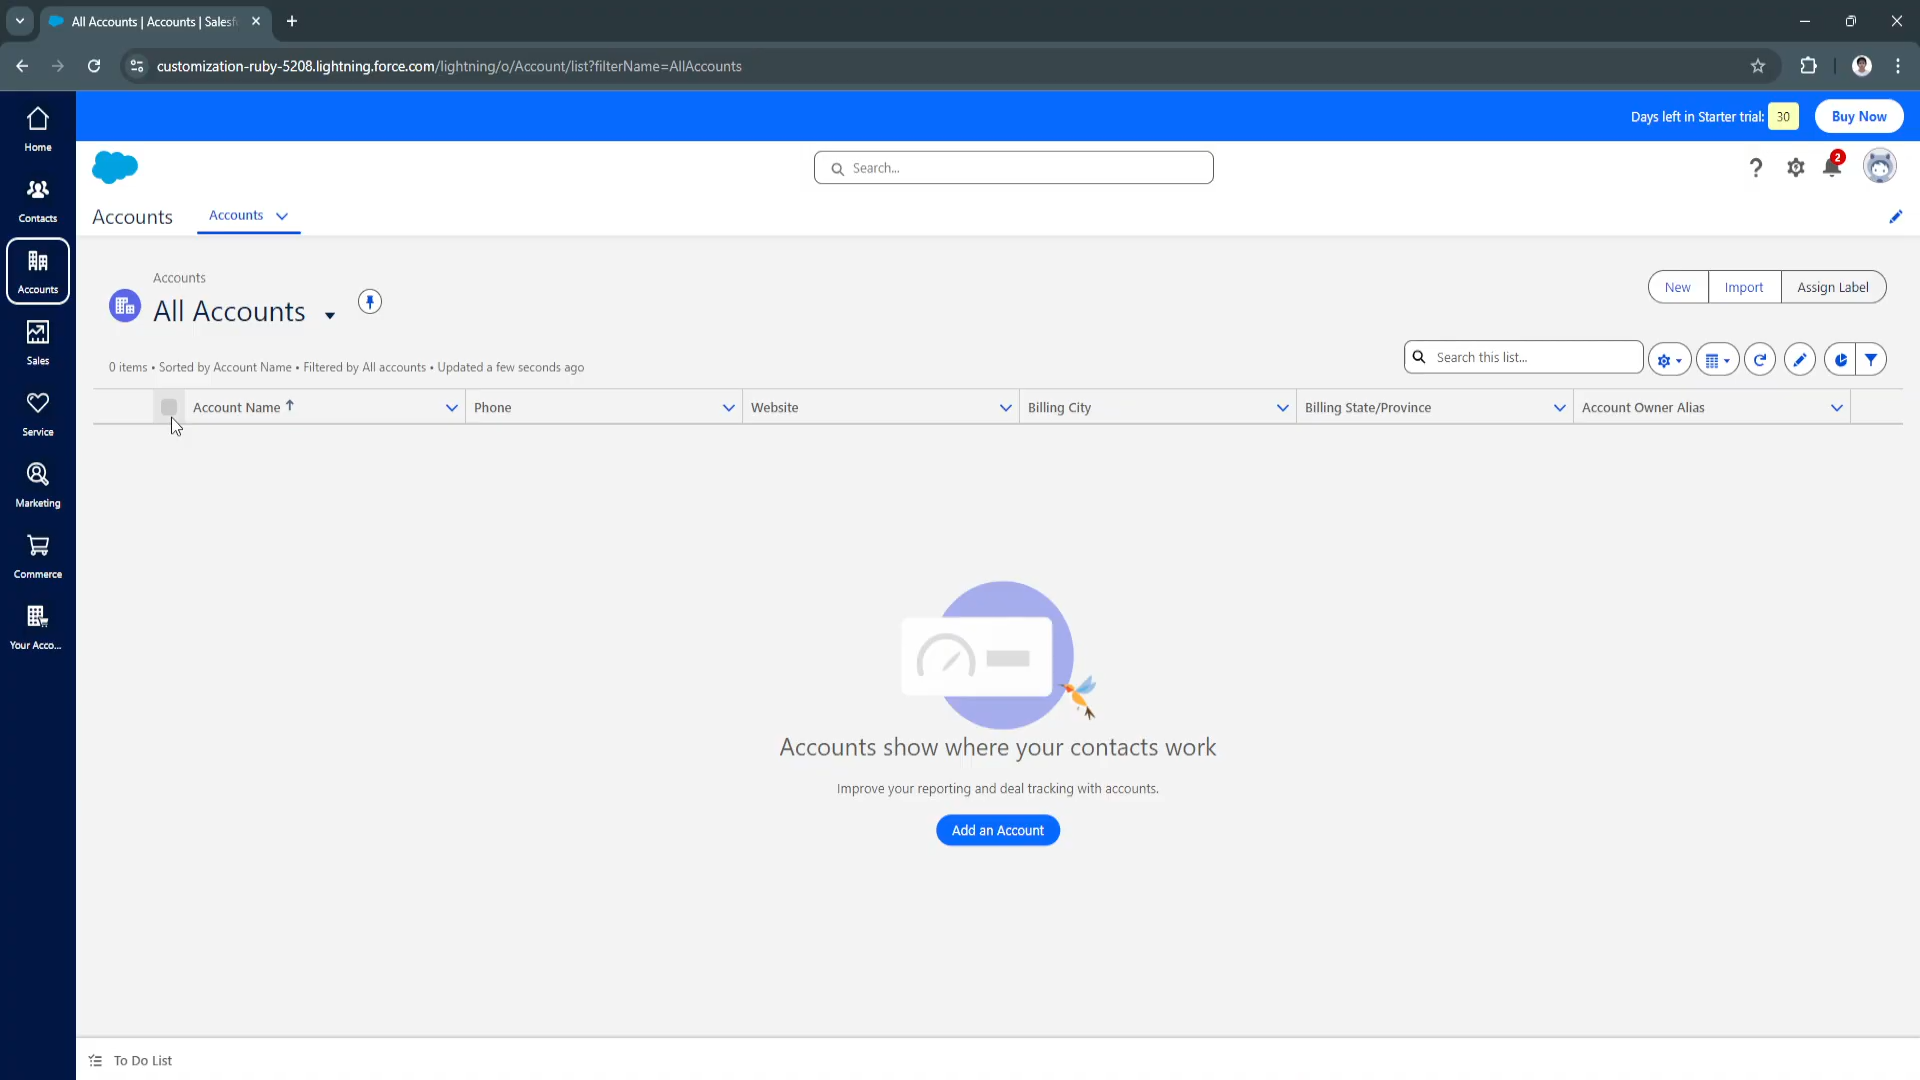 All Accounts | Accounts | Salesf
customization-ruby-5208.lightning.force.com/lightning/o/Account/list?filterName=AllAccounts
Days left in Starter trial: 30 Buy Now
Home
Contacts
Accounts
Sales
Service
Marketing
Commerce
Your Acco...
Search...
2
Accounts Accounts
Accounts
All Accounts
New Import Assign Label
0 items • Sorted by Account Name • Filtered by All accounts • Updated a few seconds ago
Search this list...
Account Name Phone Website Billing City Billing State/Province Account Owner Alias
Accounts show where your contacts work
Improve your reporting and deal tracking with accounts.
Add an Account
To Do List